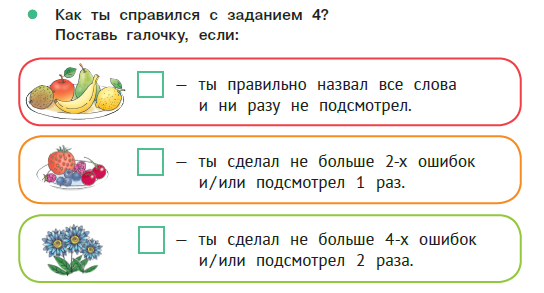 Как ты справился с заданием 4?
Поставь галочку, если:
— ты правильно назвал все слова
и ни разу не подсмотрел.
— ты сделал не больше 2-х ошибок
и/или подсмотрел 1 раз.
— ты сделал не больше 4-х ошибок
и/или подсмотрел 2 раза.